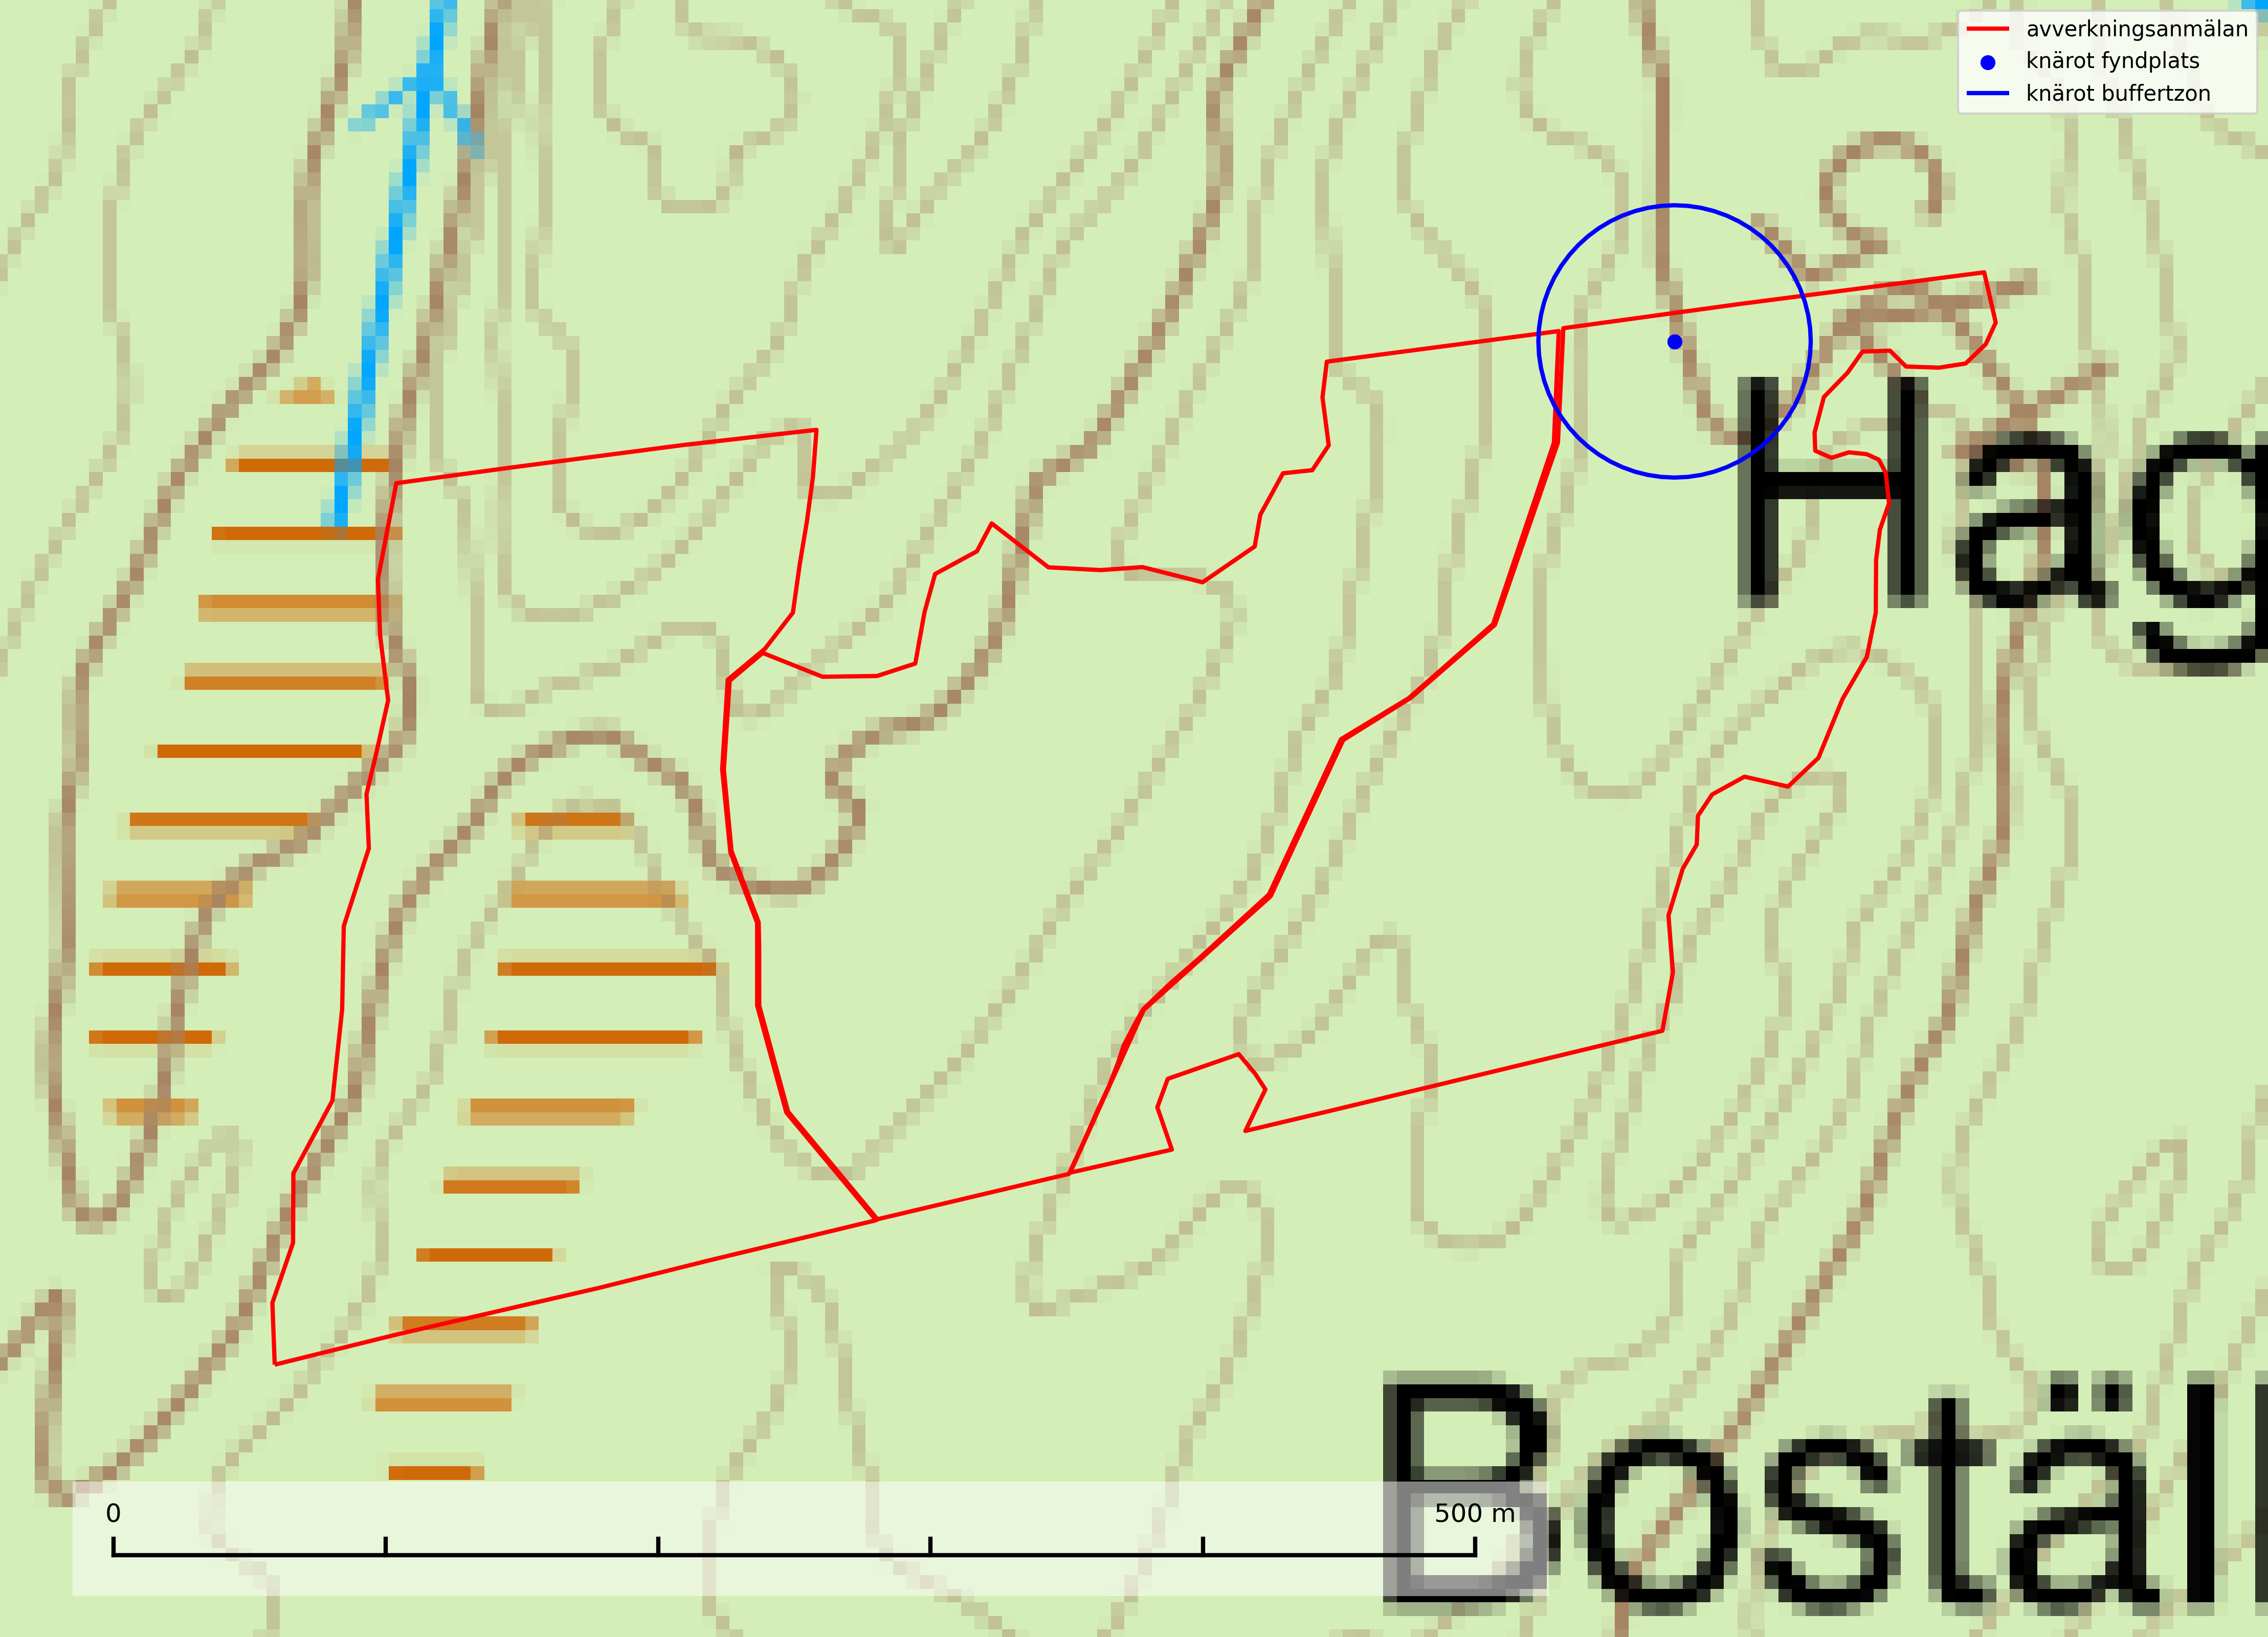 avverkningsanmälan
knärot fyndplats
knärot buffertzon
Hag
Bostäl
0 500 m